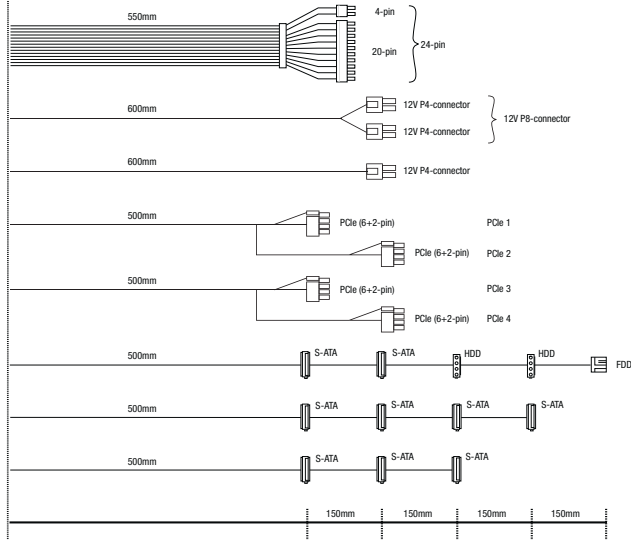 550mm
4-pin
20-pin
24-pin
600mm
12V P4-connector
12V P4-connector
12V P8-connector
600mm
12V P4-connector
500mm
PCIe (6+2-pin) PCIe 1
PCIe (6+2-pin) PCIe 2
500mm
PCIe (6+2-pin) PCIe 3
PCIe (6+2-pin) PCIe 4
500mm S-ATA S-ATA HDD HDD FDD
500mm S-ATA S-ATA S-ATA S-ATA
500mm S-ATA S-ATA S-ATA
150mm 150mm 150mm 150mm